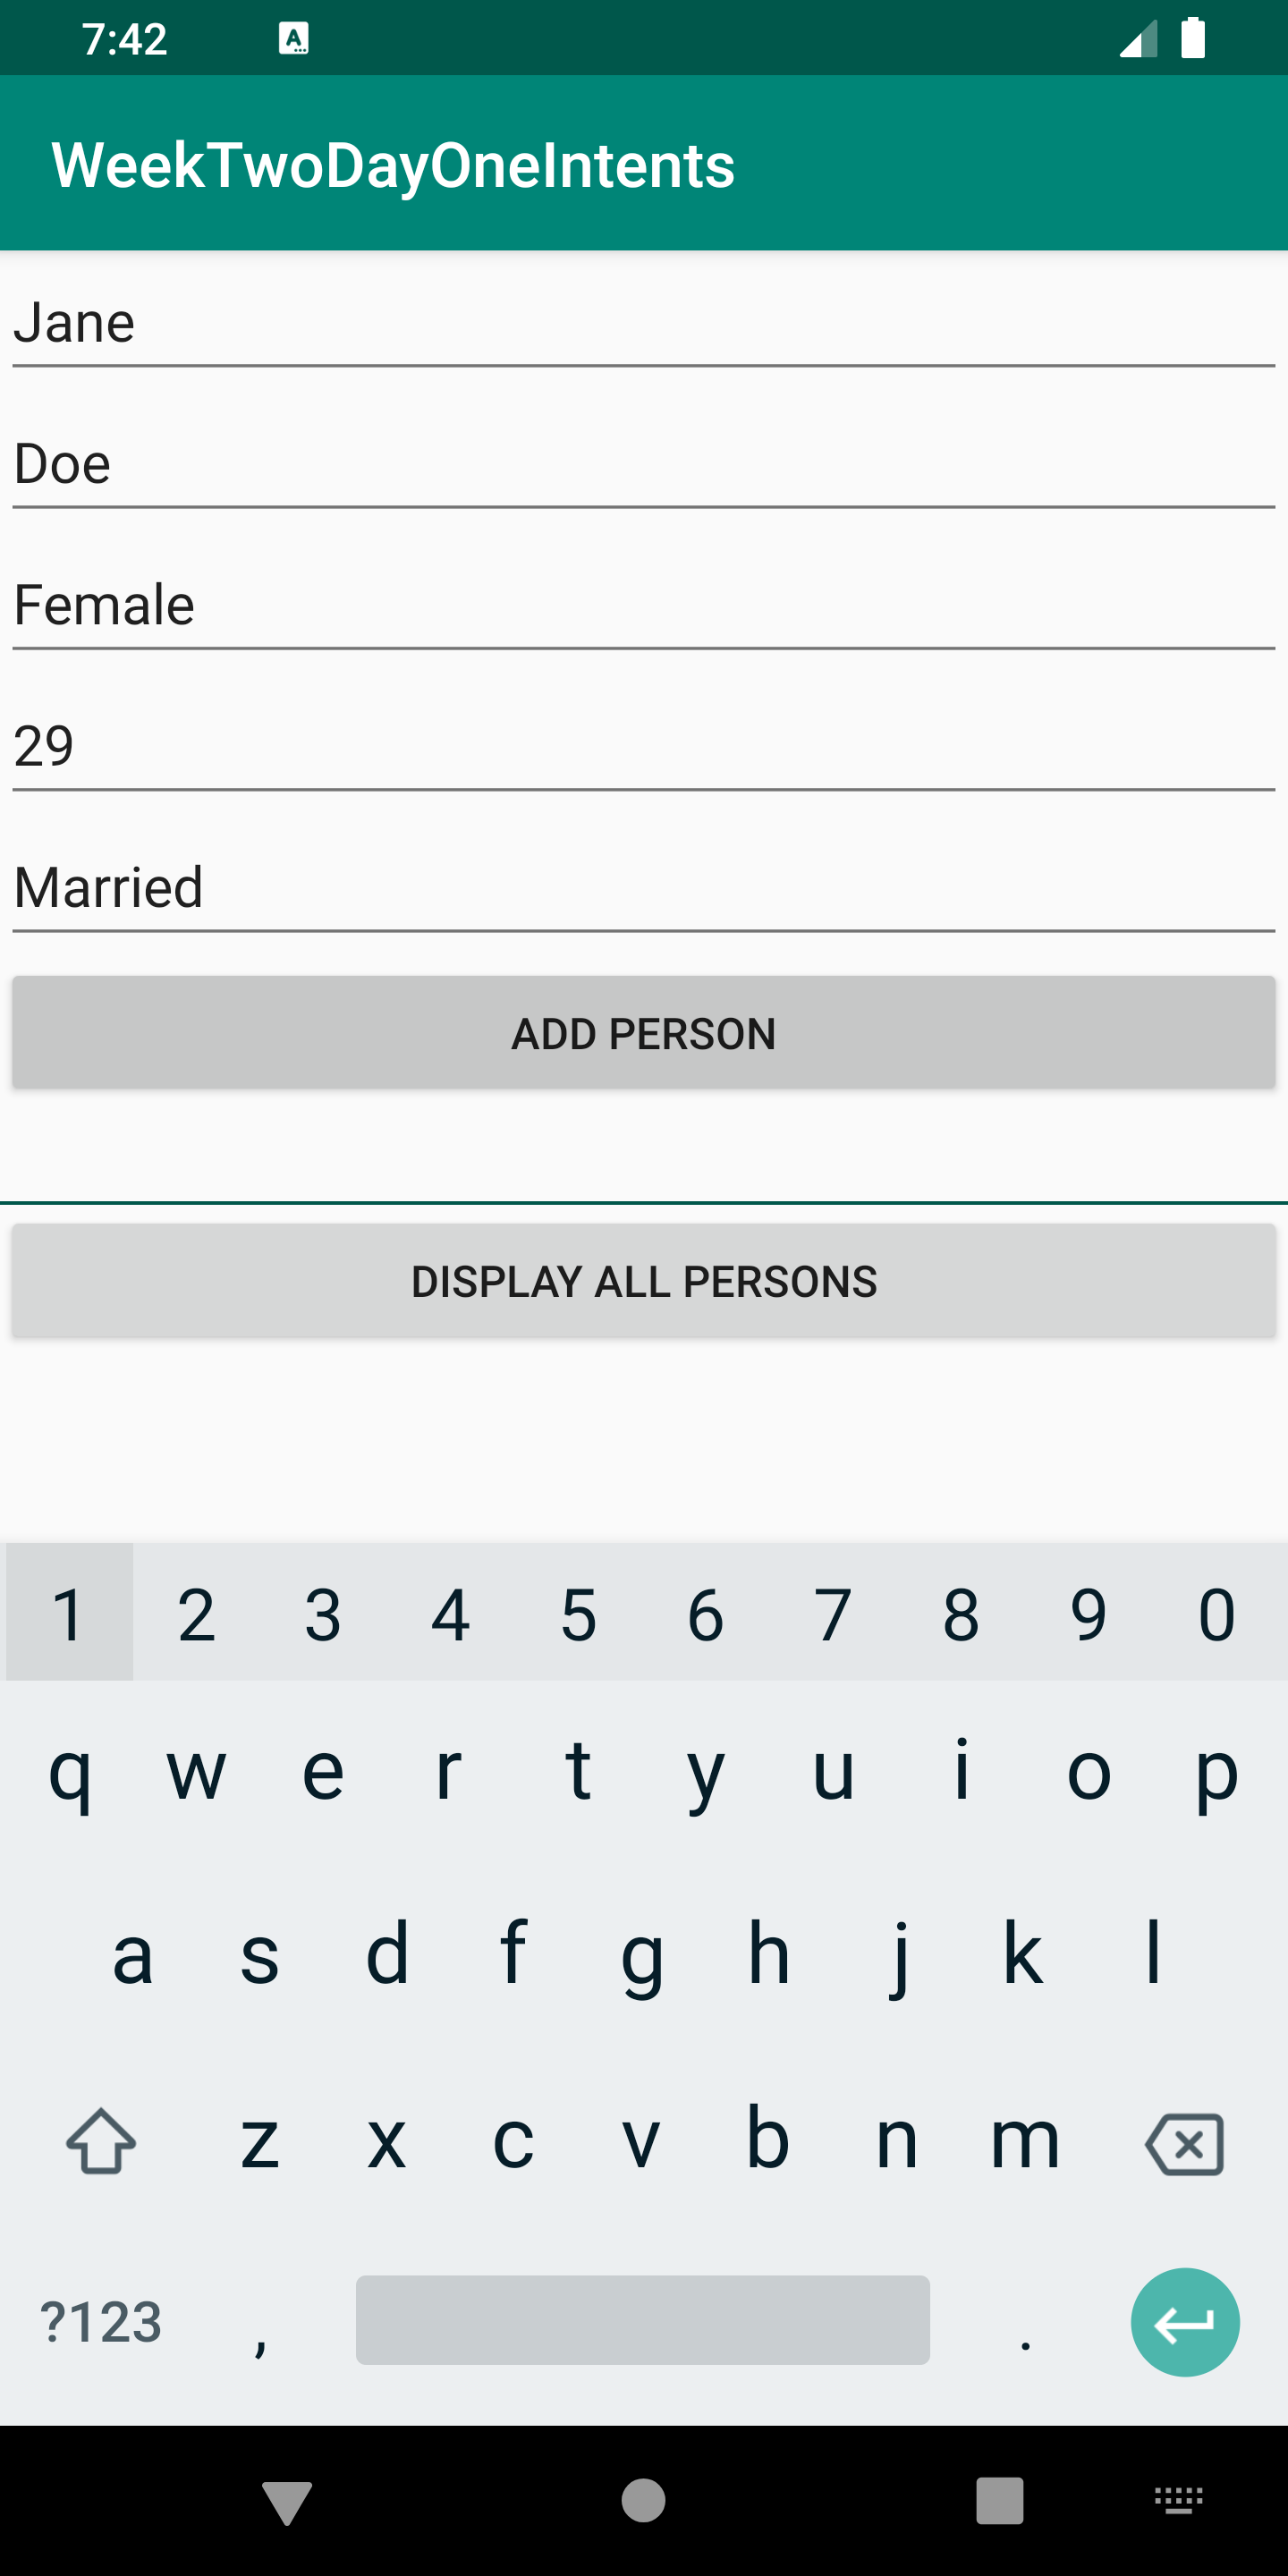 7:42 A
WeekTwoDayOneIntents
Jane
Doe
Female
29
Married
ADD PERSON
DISPLAY ALL PERSONS
1 2 3 4 5 6 7 8 9 0
q w e r t y u i o p
a s d f g h j k l
z x c v b n m
?123 , .